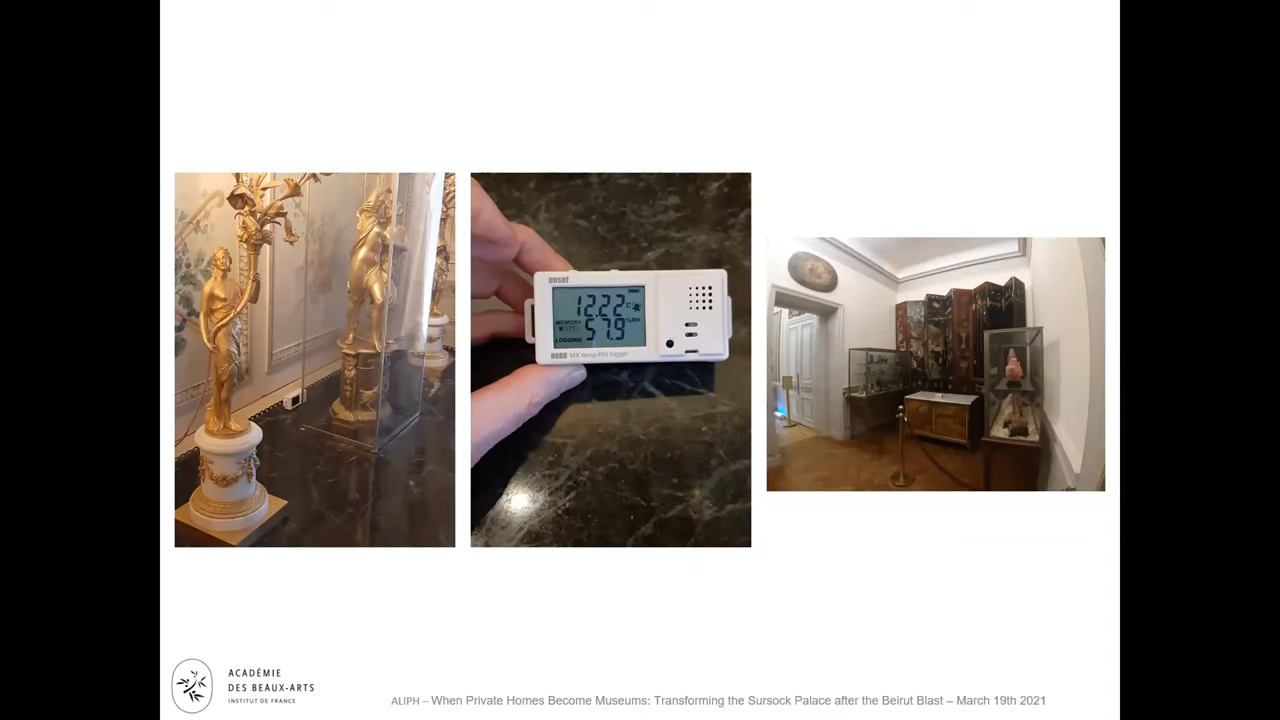 onset
12.22 °C
57.9 %RH
MEMORY
LOGGING
HOBO MX temp/RH logger
ACADÉMIE
DES BEAUX-ARTS
INSTITUT DE FRANCE
ALIPH – When Private Homes Become Museums: Transforming the Sursock Palace after the Beirut Blast – March 19th 2021